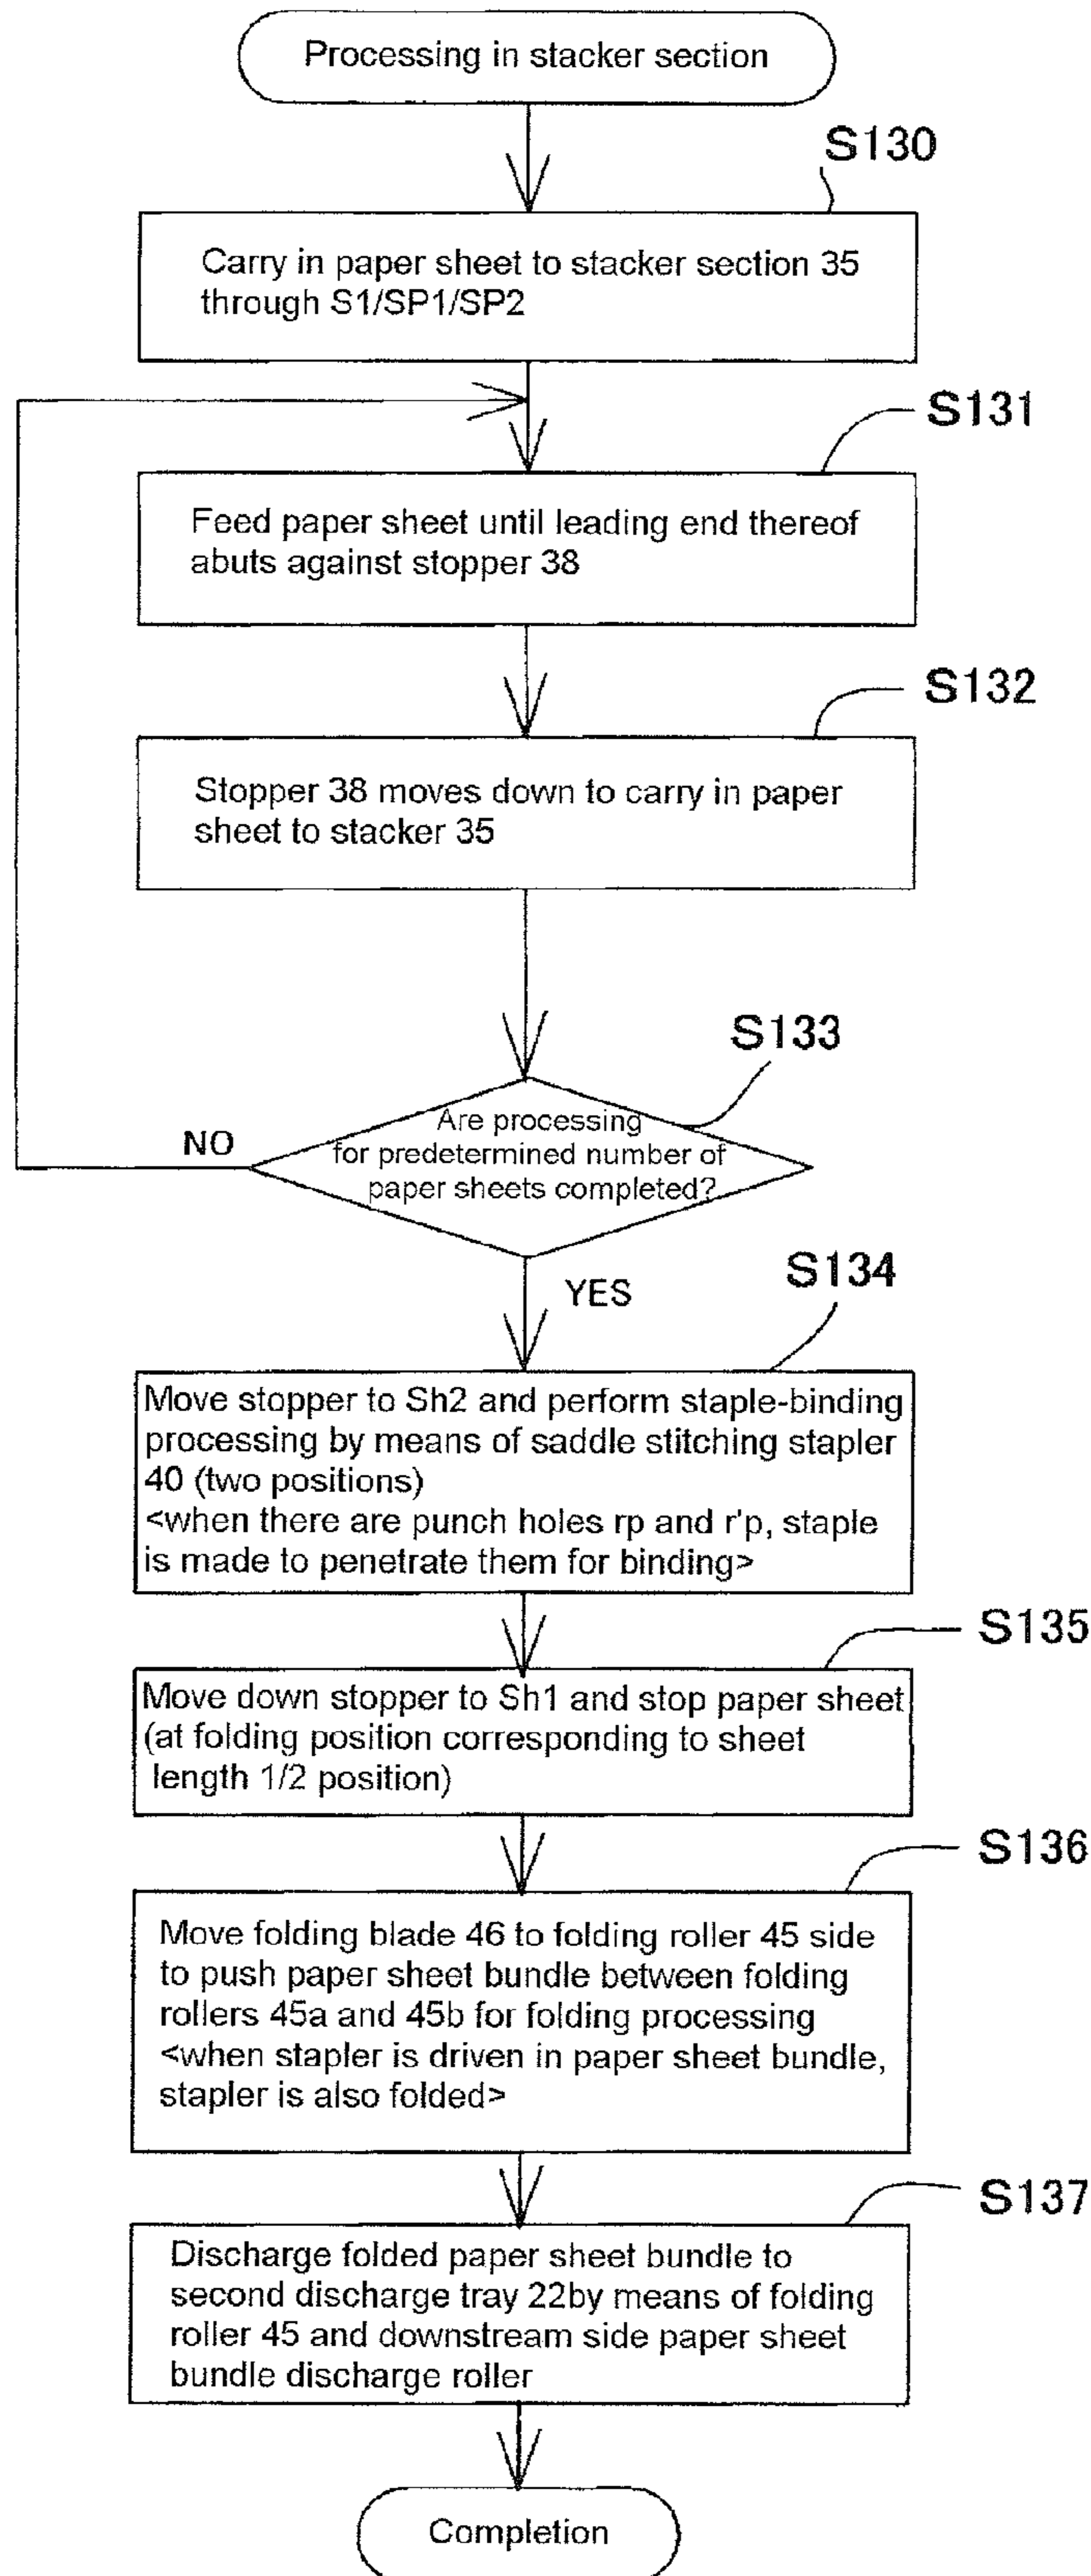 Processing in stacker section
S130
Carry in paper sheet to stacker section 35
through S1/SP1/SP2
S131
Feed paper sheet until leading end thereof
abuts against stopper 38
S132
Stopper 38 moves down to carry in paper
sheet to stacker 35
S133
Are processing
for predetermined number of
paper sheets completed?
NO
YES
S134
Move stopper to Sh2 and perform staple-binding
processing by means of saddle stitching stapler
40 (two positions)
<when there are punch holes rp and r'p, staple
is made to penetrate them for binding>
S135
Move down stopper to Sh1 and stop paper sheet
(at folding position corresponding to sheet
length 1/2 position)
S136
Move folding blade 46 to folding roller 45 side
to push paper sheet bundle between folding
rollers 45a and 45b for folding processing
<when stapler is driven in paper sheet bundle,
stapler is also folded>
S137
Discharge folded paper sheet bundle to
second discharge tray 22by means of folding
roller 45 and downstream side paper sheet
bundle discharge roller
Completion